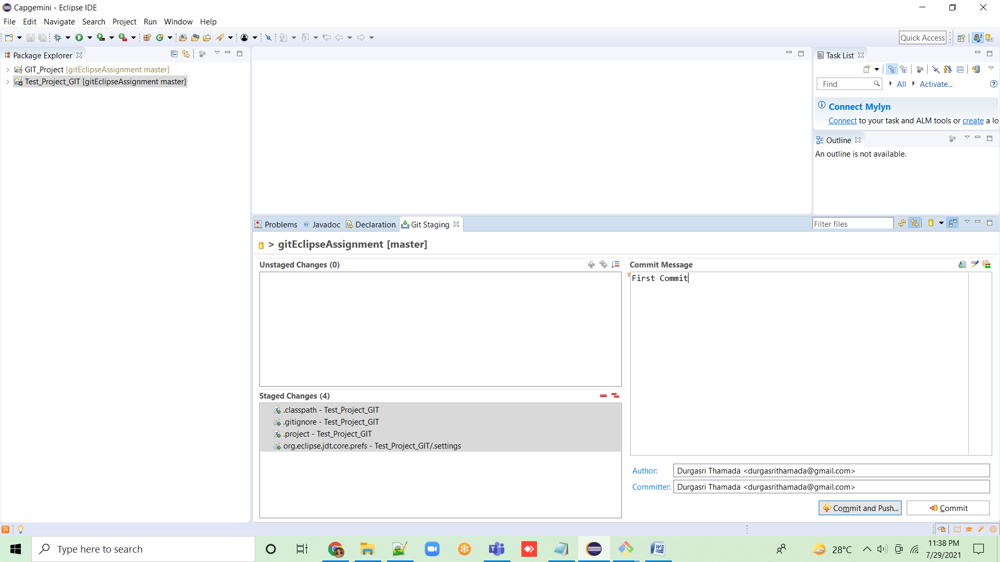 Capgemini - Eclipse IDE
File Edit Navigate Search Project Run Window Help
Quick Access
Package Explorer
GIT_Project [gitEclipseAssignment master]
Test_Project_GIT [gitEclipseAssignment master]
Task List
Find All Activate...
Connect Mylyn
Connect to your task and ALM tools or create a lo
Outline
An outline is not available.
Problems @ Javadoc Declaration Git Staging
Filter files
> gitEclipseAssignment [master]
Unstaged Changes (0)
Staged Changes (4)
.classpath - Test_Project_GIT
.gitignore - Test_Project_GIT
.project - Test_Project_GIT
org.eclipse.jdt.core.prefs - Test_Project_GIT/.settings
Commit Message
First Commit
Author: Durgasri Thamada <durgasrithamada@gmail.com>
Committer: Durgasri Thamada <durgasrithamada@gmail.com>
Commit and Push... Commit
Type here to search
28°C
11:38 PM
7/29/2021